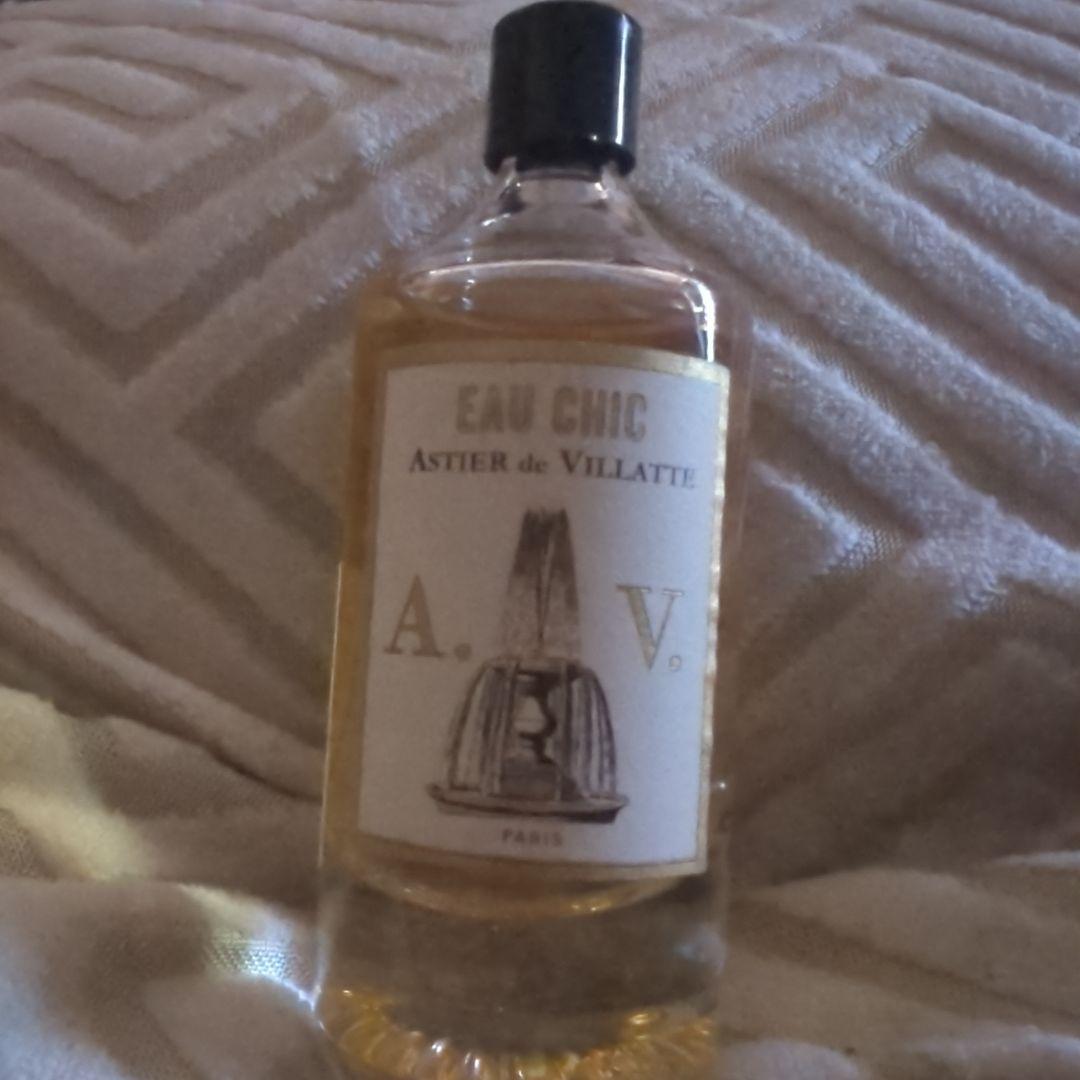 EAU CHIC
ASTIER de VILLATTE
A. V.
PARIS